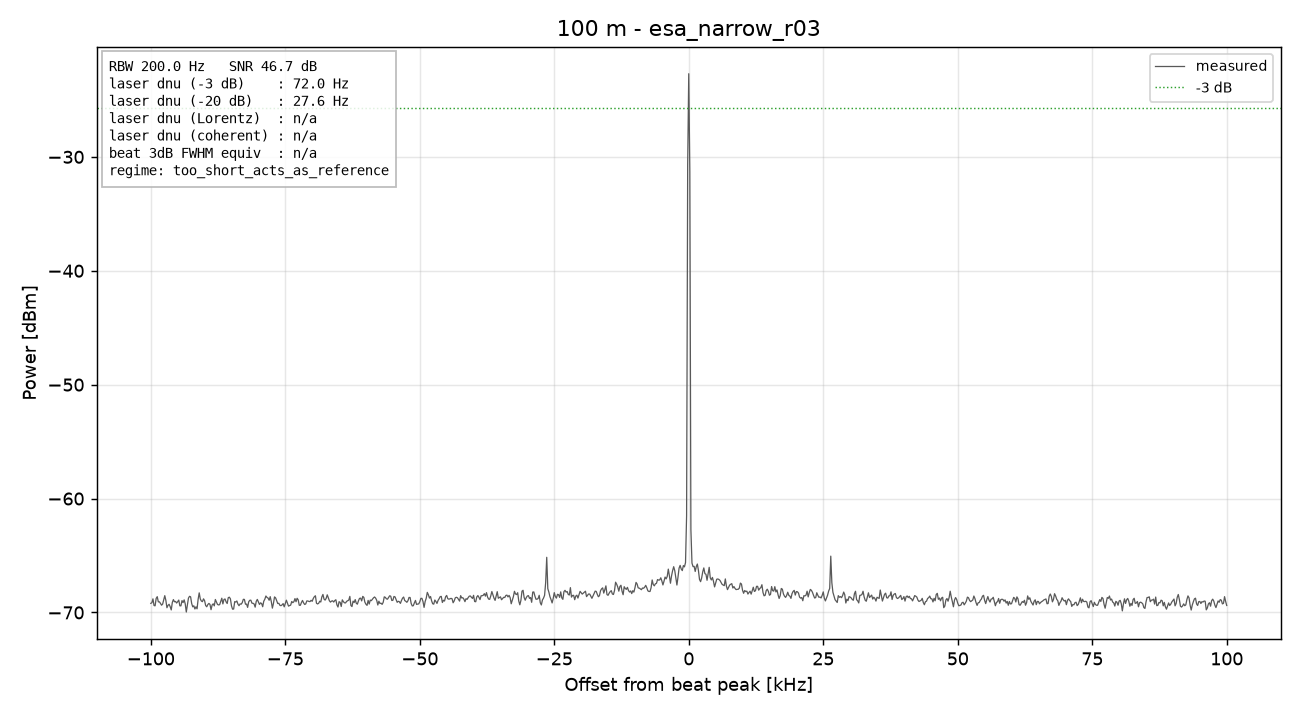 100 m - esa_narrow_r03
RBW 200.0 Hz   SNR 46.7 dB
laser dnu (-3 dB)    : 72.0 Hz
laser dnu (-20 dB)   : 27.6 Hz
laser dnu (Lorentz)  : n/a
laser dnu (coherent) : n/a
beat 3dB FWHM equiv  : n/a
regime: too_short_acts_as_reference
measured
-3 dB
Power [dBm]
−30
−40
−50
−60
−70
−100 −75 −50 −25 0 25 50 75 100
Offset from beat peak [kHz]